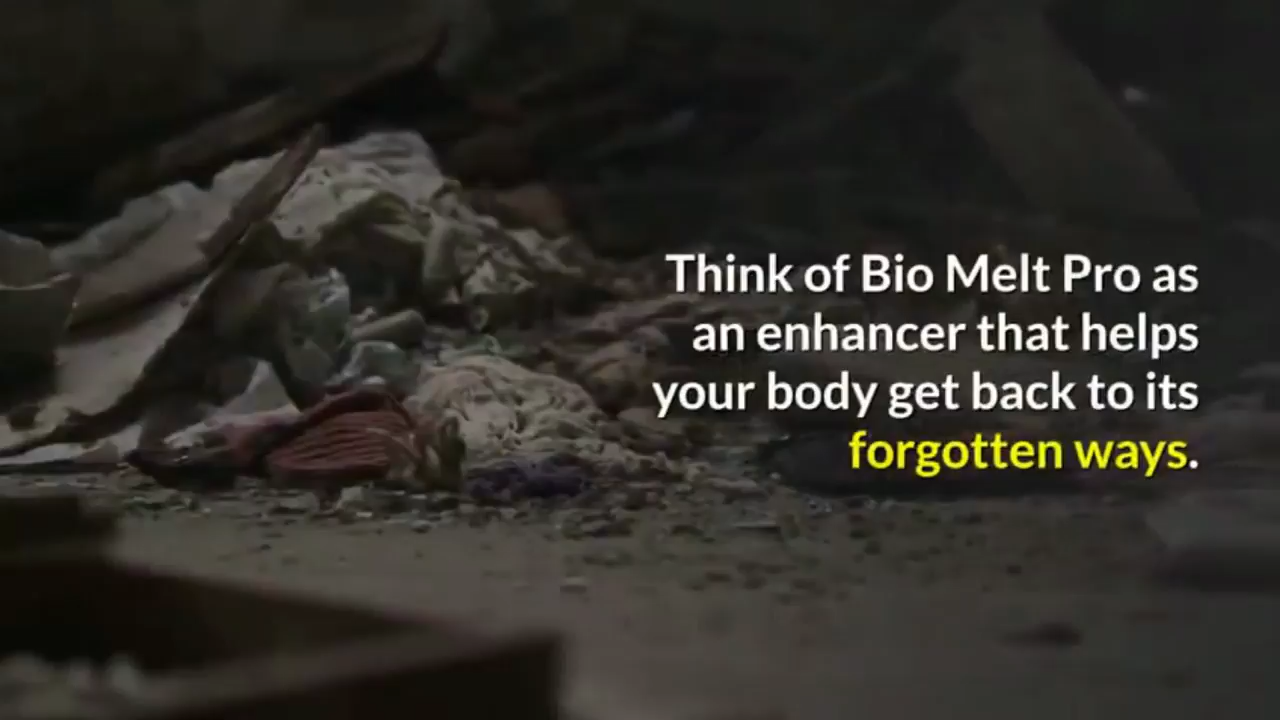 Think of Bio Melt Pro as
an enhancer that helps
your body get back to its
forgotten ways.